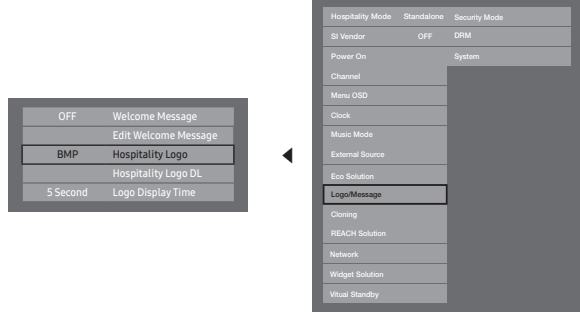 OFF Welcome Message
Edit Welcome Message
BMP Hospitality Logo
Hospitality Logo DL
5 Second Logo Display Time
Hospitality Mode Standalone Security Mode
SI Vendor OFF DRM
Power On System
Channel
Menu OSD
Clock
Music Mode
External Source
Eco Solution
Logo/Message
Cloning
REACH Solution
Network
Widget Solution
Vitual Standby